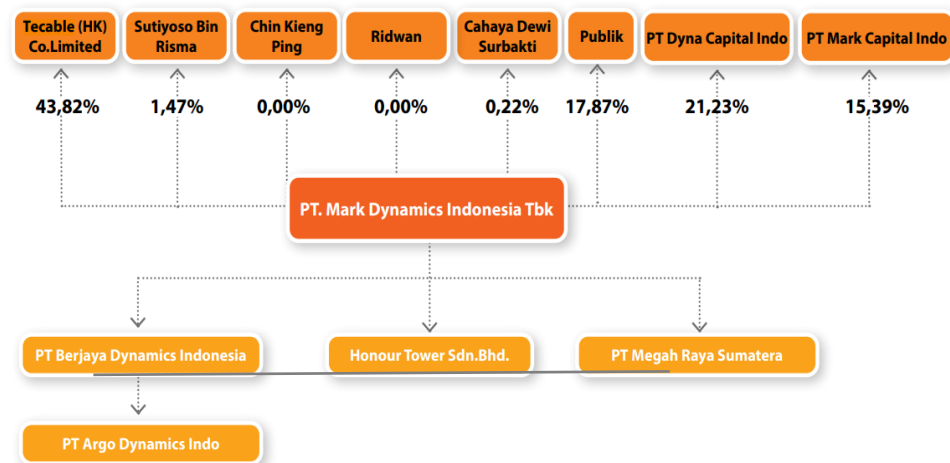 Tecable (HK)
Co.Limited
Sutiyoso Bin
Risma
Chin Kieng
Ping
Ridwan
Cahaya Dewi
Surbakti
Publik
PT Dyna Capital Indo
PT Mark Capital Indo
43,82%
1,47%
0,00%
0,00%
0,22%
17,87%
21,23%
15,39%
PT. Mark Dynamics Indonesia Tbk
PT Berjaya Dynamics Indonesia
Honour Tower Sdn.Bhd.
PT Megah Raya Sumatera
PT Argo Dynamics Indo